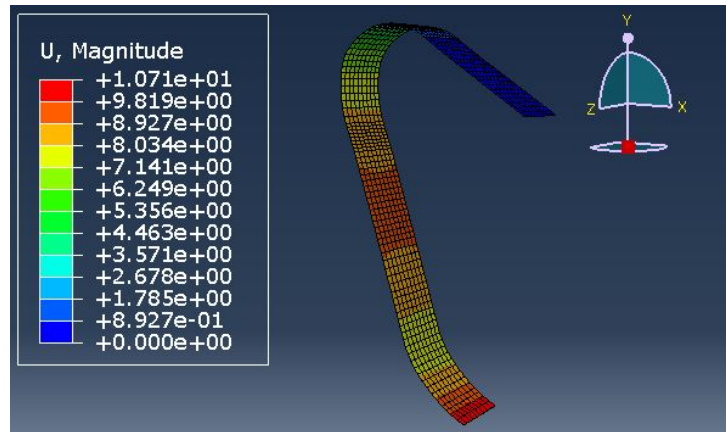 U, Magnitude
+1.071e+01
+9.819e+00
+8.927e+00
+8.034e+00
+7.141e+00
+6.249e+00
+5.356e+00
+4.463e+00
+3.571e+00
+2.678e+00
+1.785e+00
+8.927e-01
+0.000e+00
Y
Z
X